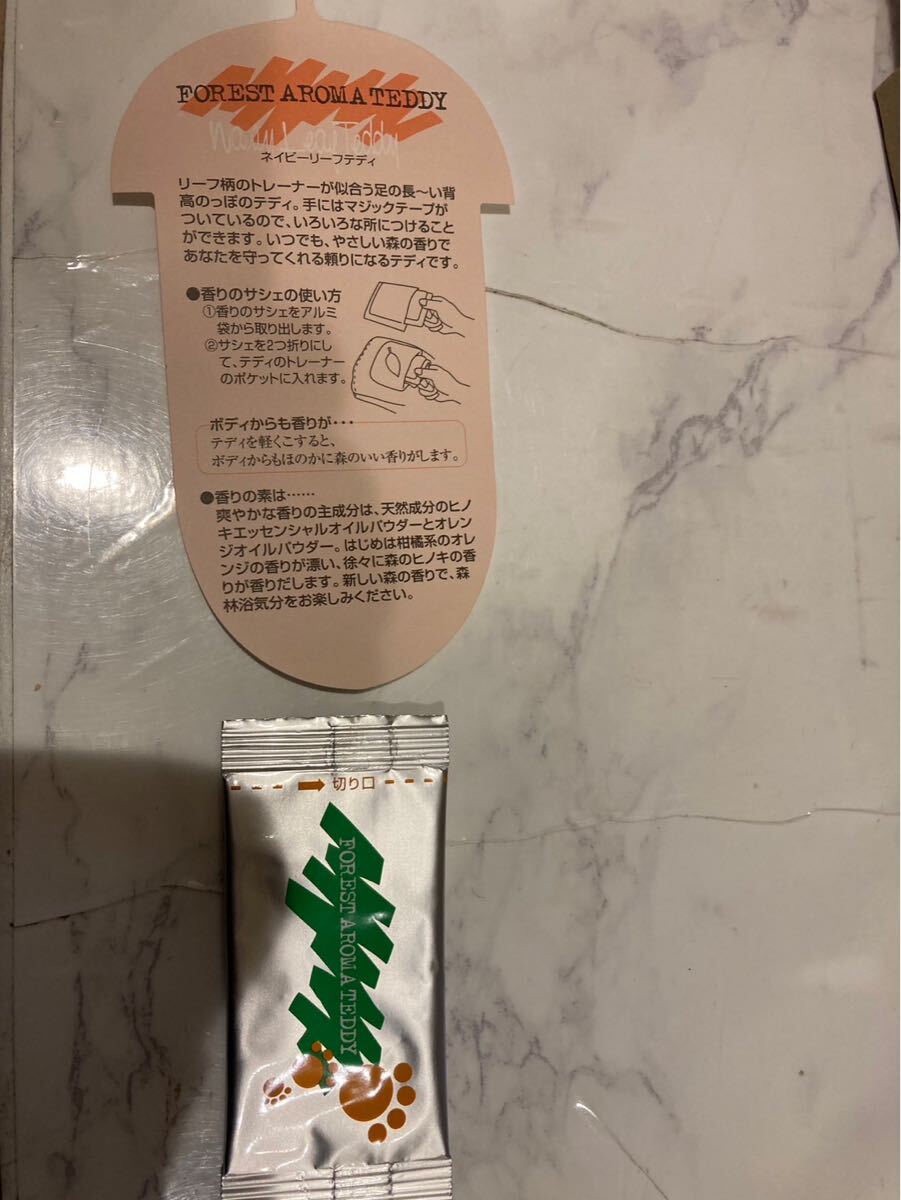 FOREST AROMA TEDDY
Navy Leaf Teddy
ネイビーリーフテディ
リーフ柄のトレーナーが似合う足の長〜い背
高のっぽのテディ。手にはマジックテープが
ついているので、いろいろな所につけること
ができます。いつでも、やさしい森の香りで
あなたを守ってくれる頼りになるテディです。
●香りのサシェの使い方
①香りのサシェをアルミ
袋から取り出します。
②サシェを2つ折りにし
て、テディのトレーナー
のポケットに入れます。
ボディからも香りが・・・
テディを軽くこすると、
ボディからもほのかに森のいい香りがします。
●香りの素は……
爽やかな香りの主成分は、天然成分のヒノ
キエッセンシャルオイルパウダーとオレン
ジオイルパウダー。はじめは柑橘系のオレ
ンジの香りが漂い、徐々に森のヒノキの香
りが香りだします。新しい森の香りで、森
林浴気分をお楽しみください。
切り口
FOREST AROMA TEDDY